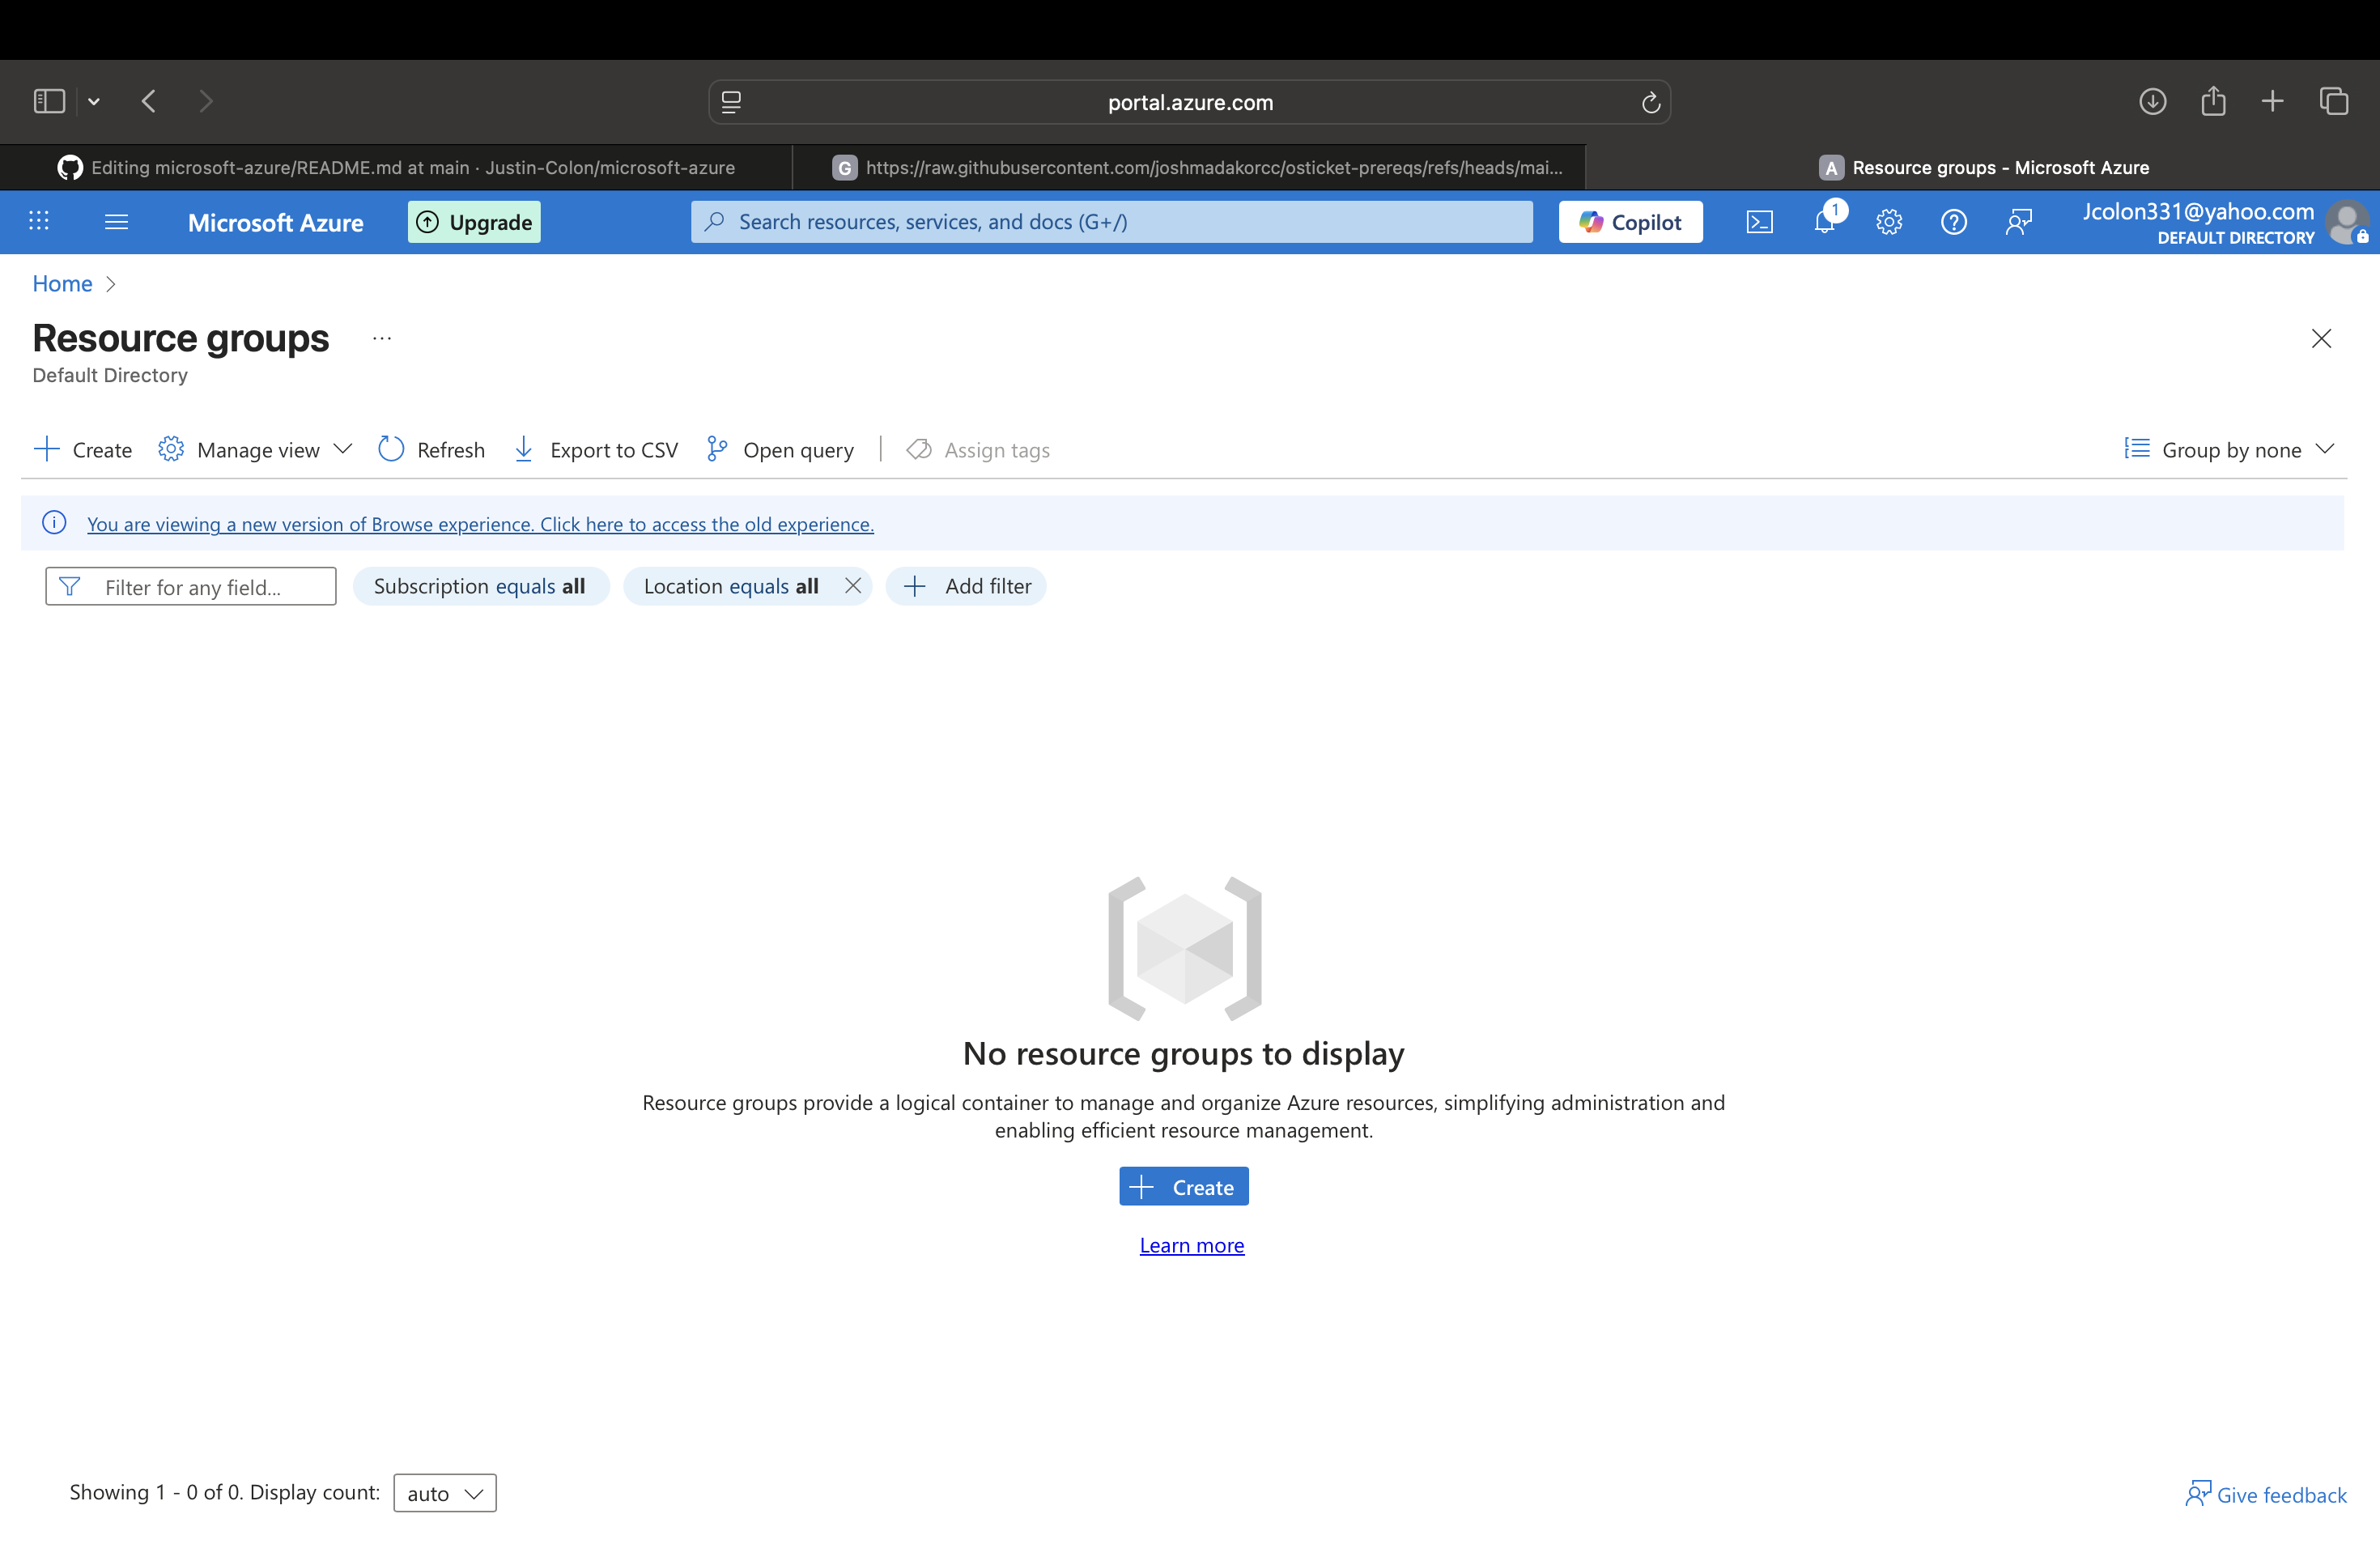 portal.azure.com
Editing microsoft-azure/README.md at main · Justin-Colon/microsoft-azure
G https://raw.githubusercontent.com/joshmadakorcc/osticket-prereqs/refs/heads/mai...
A Resource groups - Microsoft Azure
Microsoft Azure
Upgrade
Search resources, services, and docs (G+/)
Copilot
1
Jcolon331@yahoo.com
DEFAULT DIRECTORY
Home
Resource groups ...
Default Directory
Create Manage view Refresh Export to CSV Open query Assign tags Group by none
You are viewing a new version of Browse experience. Click here to access the old experience.
Filter for any field... Subscription equals all Location equals all Add filter
No resource groups to display
Resource groups provide a logical container to manage and organize Azure resources, simplifying administration and
enabling efficient resource management.
Create
Learn more
Showing 1 - 0 of 0. Display count: auto
Give feedback